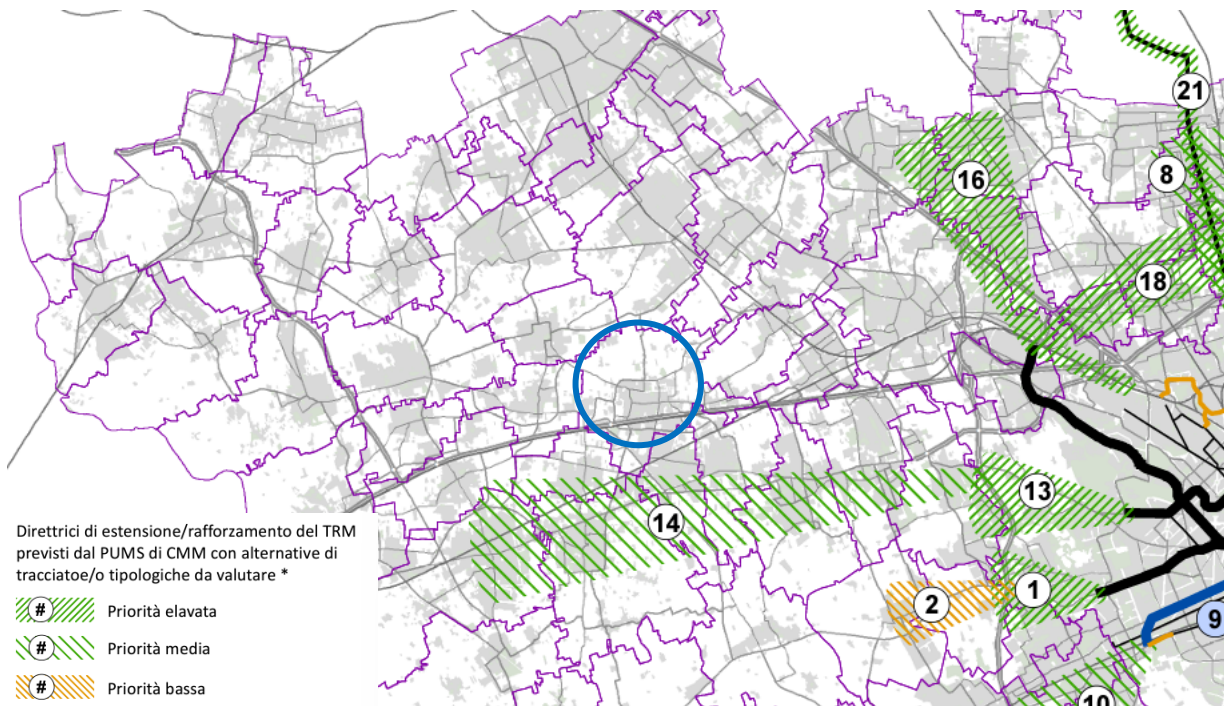 21
8
16
18
13
14
1
2
9
10
Direttrici di estensione/rafforzamento del TRM
previsti dal PUMS di CMM con alternative di
tracciatoe/o tipologiche da valutare *
# Priorità elavata
# Priorità media
# Priorità bassa